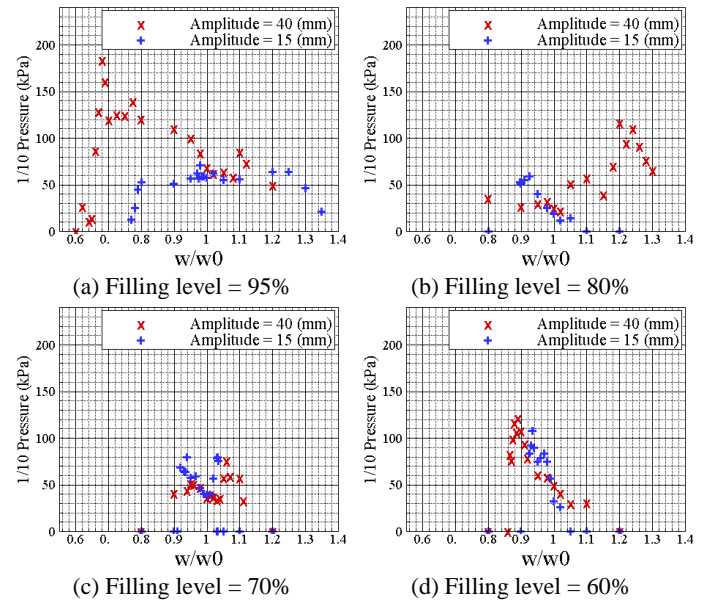 Amplitude = 40 (mm)
Amplitude = 15 (mm)
1/10 Pressure (kPa)
200
150
100
50
0
0.6 0. 0.8 0.9 1 1.1 1.2 1.3 1.4
w/w0
(a) Filling level = 95%
Amplitude = 40 (mm)
Amplitude = 15 (mm)
1/10 Pressure (kPa)
200
150
100
50
0
0.6 0. 0.8 0.9 1 1.1 1.2 1.3 1.4
w/w0
(b) Filling level = 80%
Amplitude = 40 (mm)
Amplitude = 15 (mm)
1/10 Pressure (kPa)
200
150
100
50
0
0.6 0. 0.8 0.9 1 1.1 1.2 1.3 1.4
w/w0
(c) Filling level = 70%
Amplitude = 40 (mm)
Amplitude = 15 (mm)
1/10 Pressure (kPa)
200
150
100
50
0
0.6 0. 0.8 0.9 1 1.1 1.2 1.3 1.4
w/w0
(d) Filling level = 60%